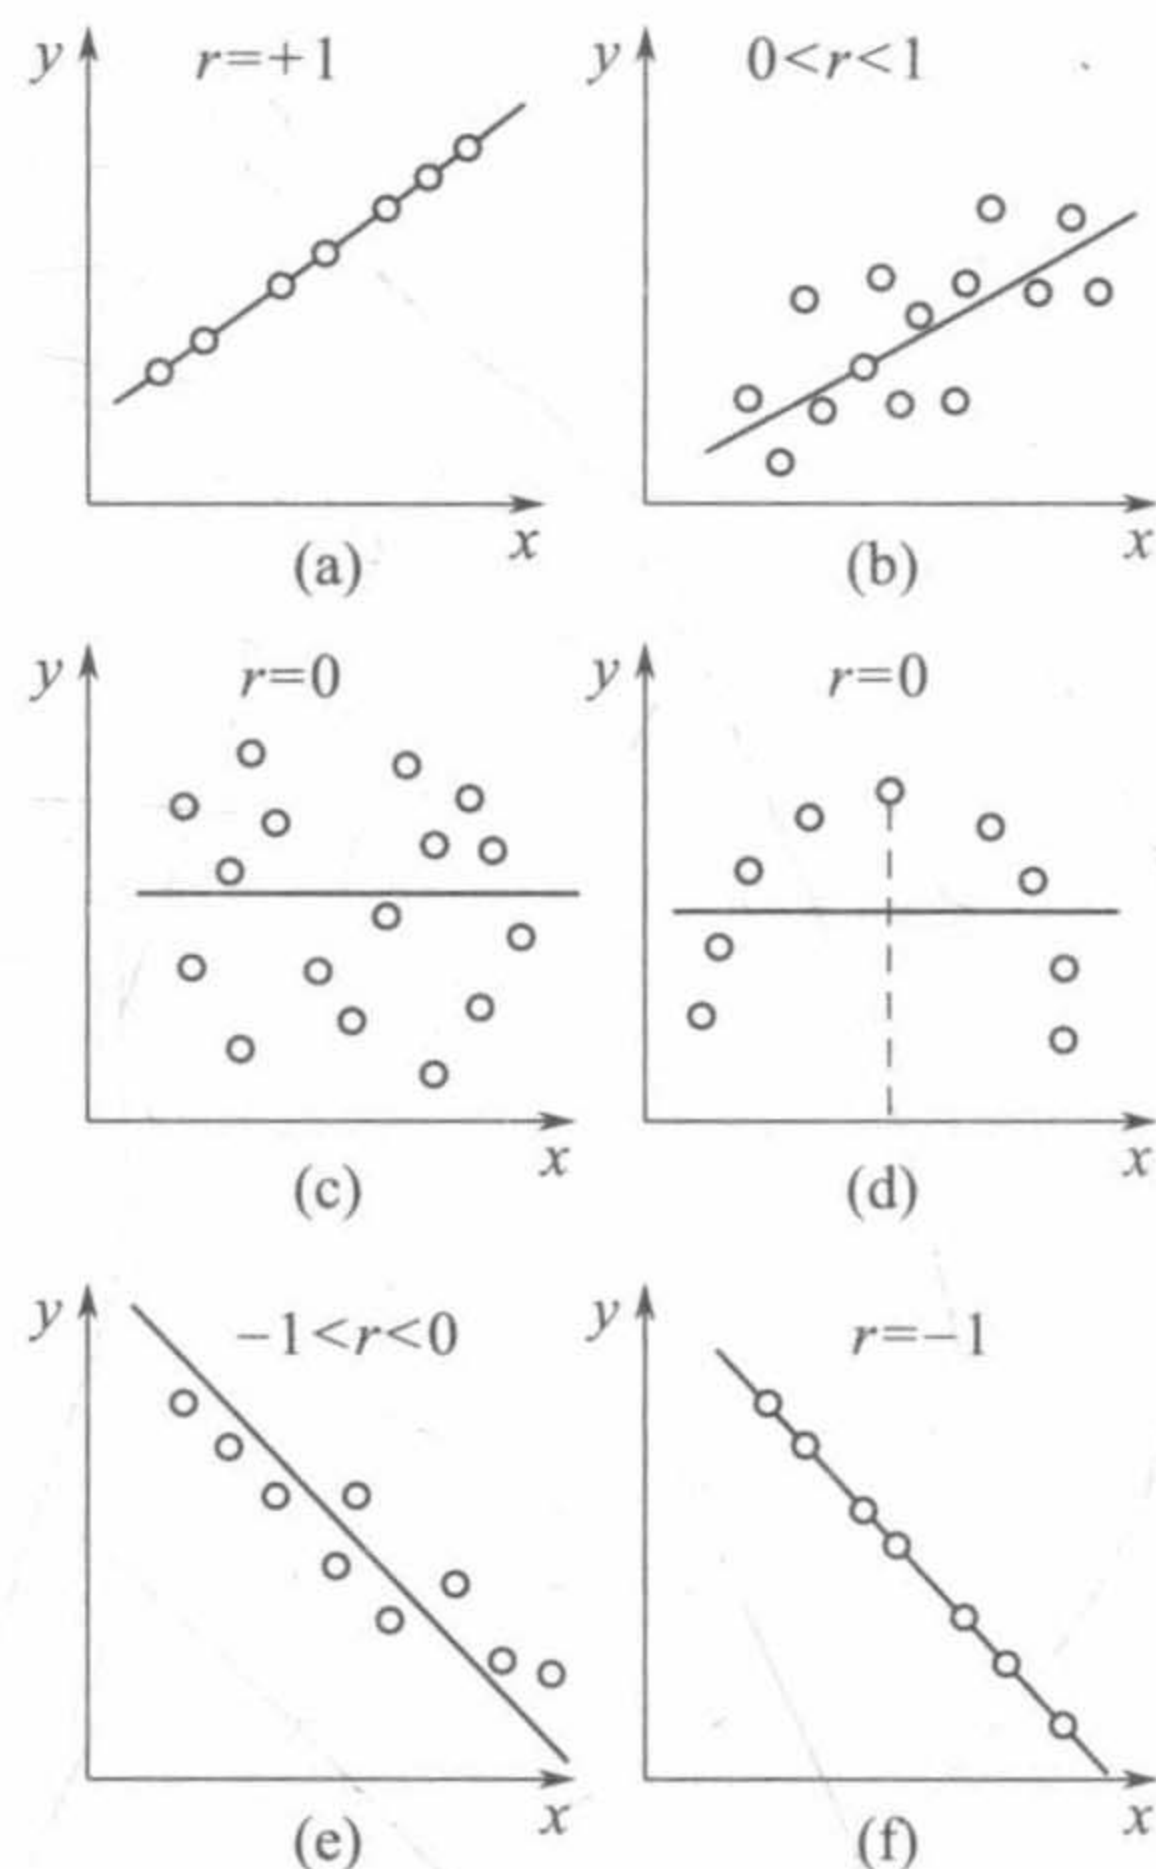 y r=+1
y 0<r<1
x
x
(a)
(b)
y r=0
y r=0
x
x
(c)
(d)
y −1<r<0
y r=−1
x
x
(e)
(f)